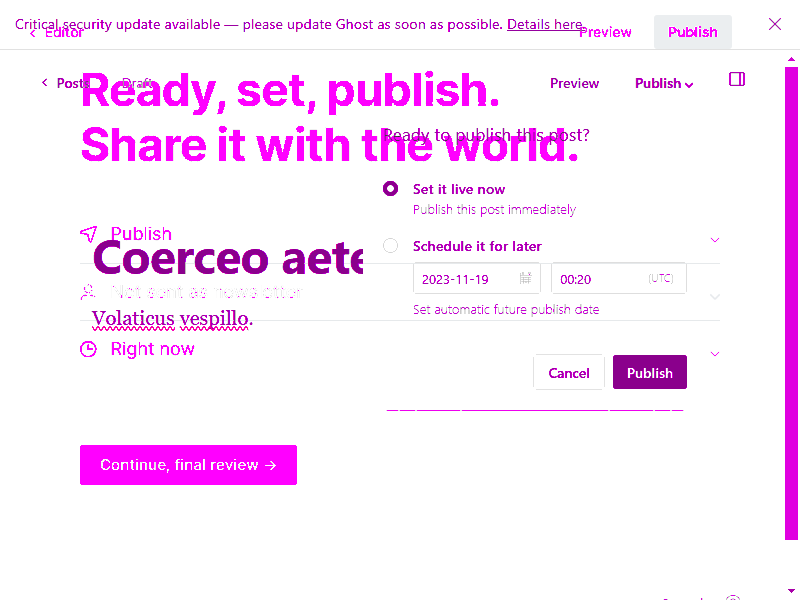 Critical security update available — please update Ghost as soon as possible. Details here.
Editor
Preview
Publish
Posts
Draft
Preview
Publish
Ready, set, publish.
Share it with the world.
Ready to publish this post?
Set it live now
Publish this post immediately
Publish
Schedule it for later
Coerceo aete
2023-11-19
00:20
(UTC)
Not sent as newsletter
Set automatic future publish date
Volaticus vespillo.
Right now
Cancel
Publish
Continue, final review →